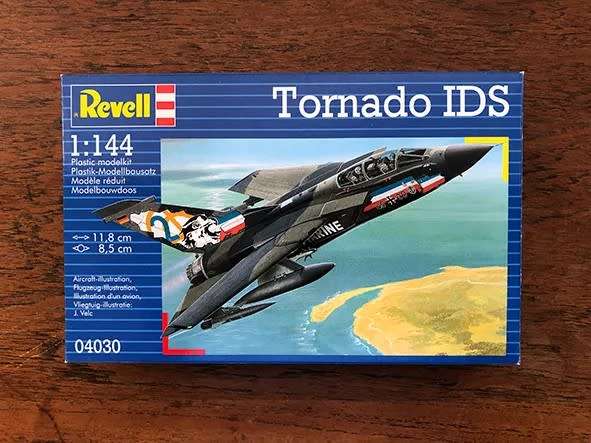 Revell
Tornado IDS
1:144
Plastic modelkit
Plastik-Modellbausatz
Modèle réduit
Modelbouwdoos
11,8 cm
8,5 cm
Aircraft-illustration,
Flugzeug-Illustration,
Illustration d'un avion,
Vliegtuig-illustratie:
J. Velc
04030
MARINE